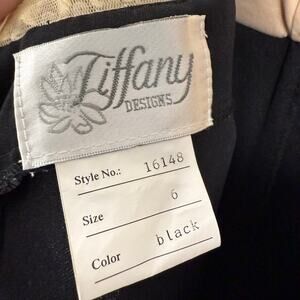 Tiffany
DESIGNS
Style No.: 16148
Size 6
Color black